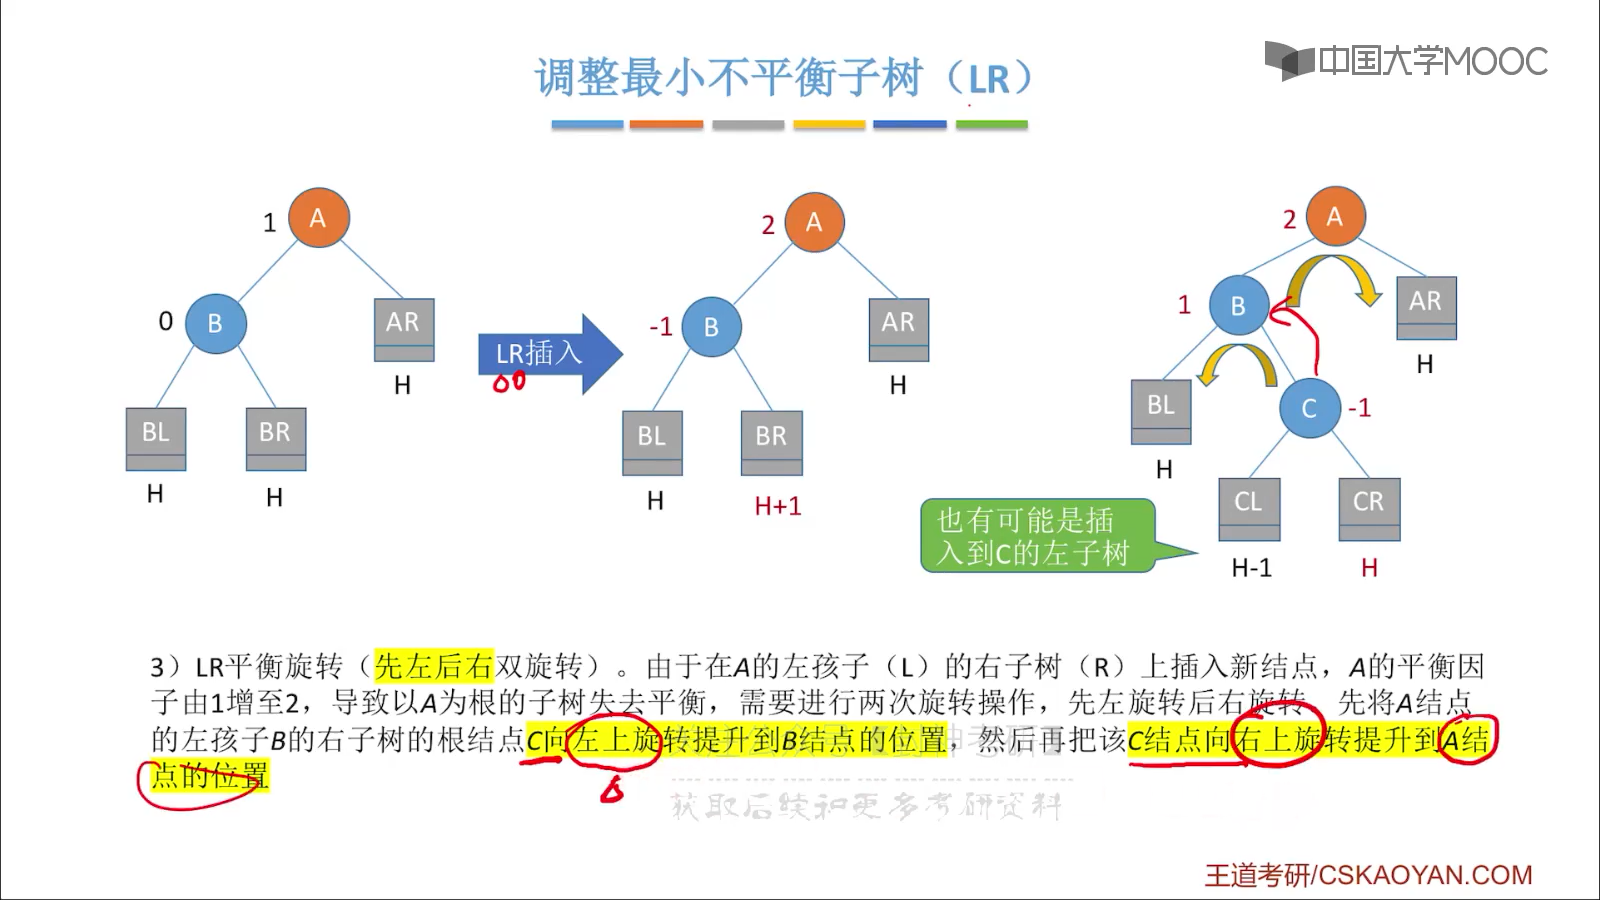 中国大学MOOC
调整最小不平衡子树（LR）
1 A
0 B
AR
H
BL BR
H H
LR插入
2 A
-1 B
AR
H
BL BR
H H+1
2 A
1 B
AR
H
BL
H
C -1
CL CR
H-1 H
也有可能是插
入到C的左子树
3）LR平衡旋转（先左后右双旋转）。由于在A的左孩子（L）的右子树（R）上插入新结点，A的平衡因
子由1增至2，导致以A为根的子树失去平衡，需要进行两次旋转操作，先左旋转后右旋转。先将A结点
的左孩子B的右子树的根结点C向左上旋转提升到B结点的位置，然后再把该C结点向右上旋转提升到A结
点的位置
获取后续和更多考研资料
王道考研/CSKAOYAN.COM